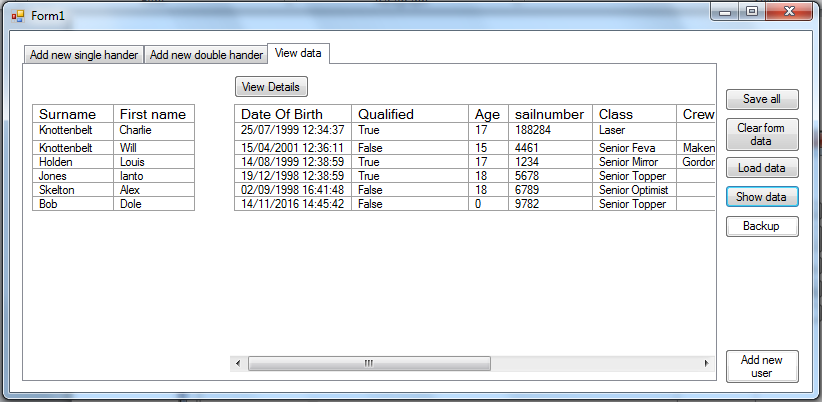 Form1
Add new single hander Add new double hander View data
View Details
Surname First name Date Of Birth Qualified Age sailnumber Class Crew
Knottenbelt Charlie 25/07/1999 12:34:37 True 17 188284 Laser
Knottenbelt Will 15/04/2001 12:36:11 False 15 4461 Senior Feva Maken
Holden Louis 14/08/1999 12:38:59 True 17 1234 Senior Mirror Gordor
Jones Ianto 19/12/1998 12:38:59 True 18 5678 Senior Topper
Skelton Alex 02/09/1998 16:41:48 False 18 6789 Senior Optimist
Bob Dole 14/11/2016 14:45:42 False 0 9782 Senior Topper
Save all
Clear form
data
Load data
Show data
Backup
Add new
user